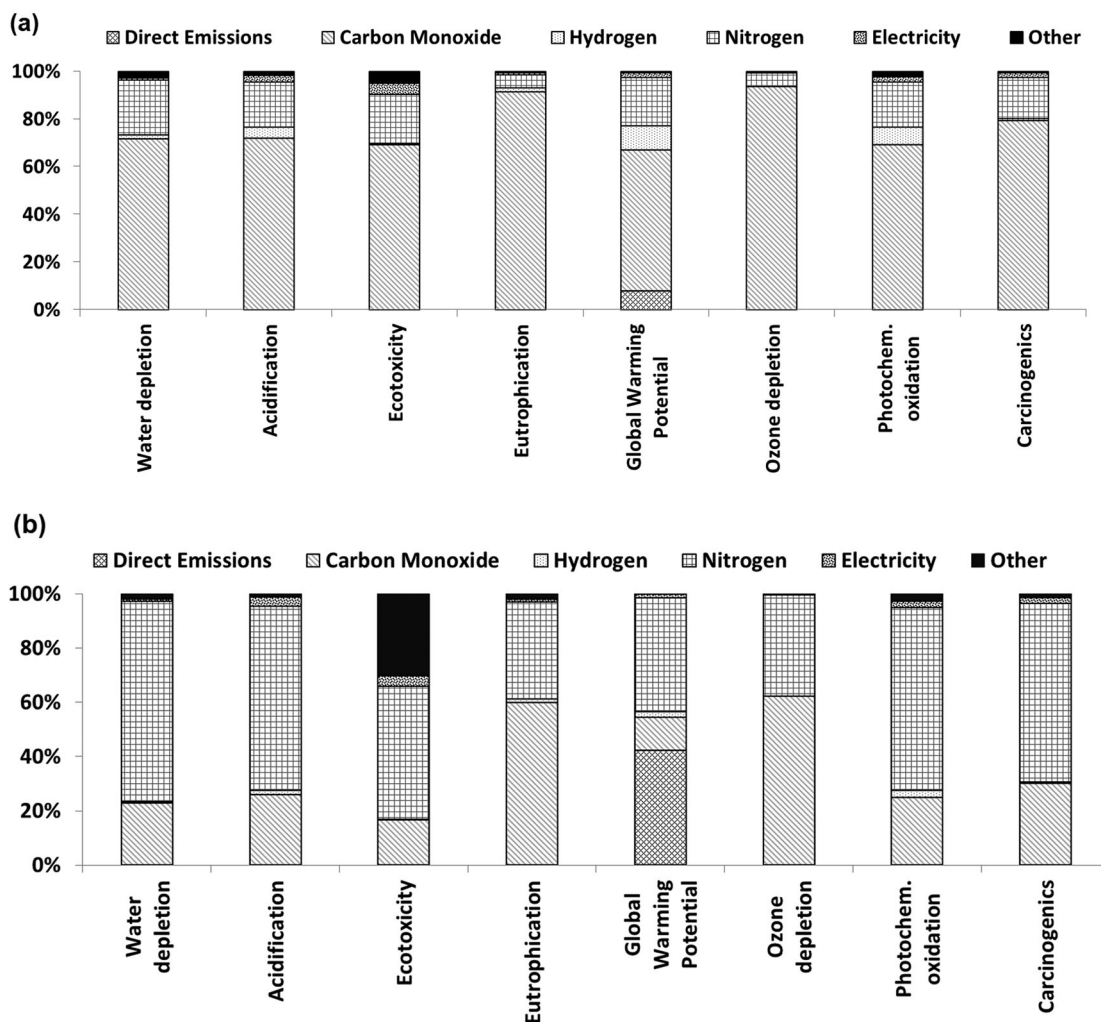 (a)
Direct Emissions Carbon Monoxide Hydrogen Nitrogen Electricity Other
100%
80%
60%
40%
20%
0%
Water depletion
Acidification
Ecotoxicity
Eutrophication
Global Warming
Potential
Ozone depletion
Photochem.
oxidation
Carcinogenics
(b)
Direct Emissions Carbon Monoxide Hydrogen Nitrogen Electricity Other
100%
80%
60%
40%
20%
0%
Water
depletion
Acidification
Ecotoxicity
Eutrophication
Global
Warming
Potential
Ozone
depletion
Photochem.
oxidation
Carcinogenics